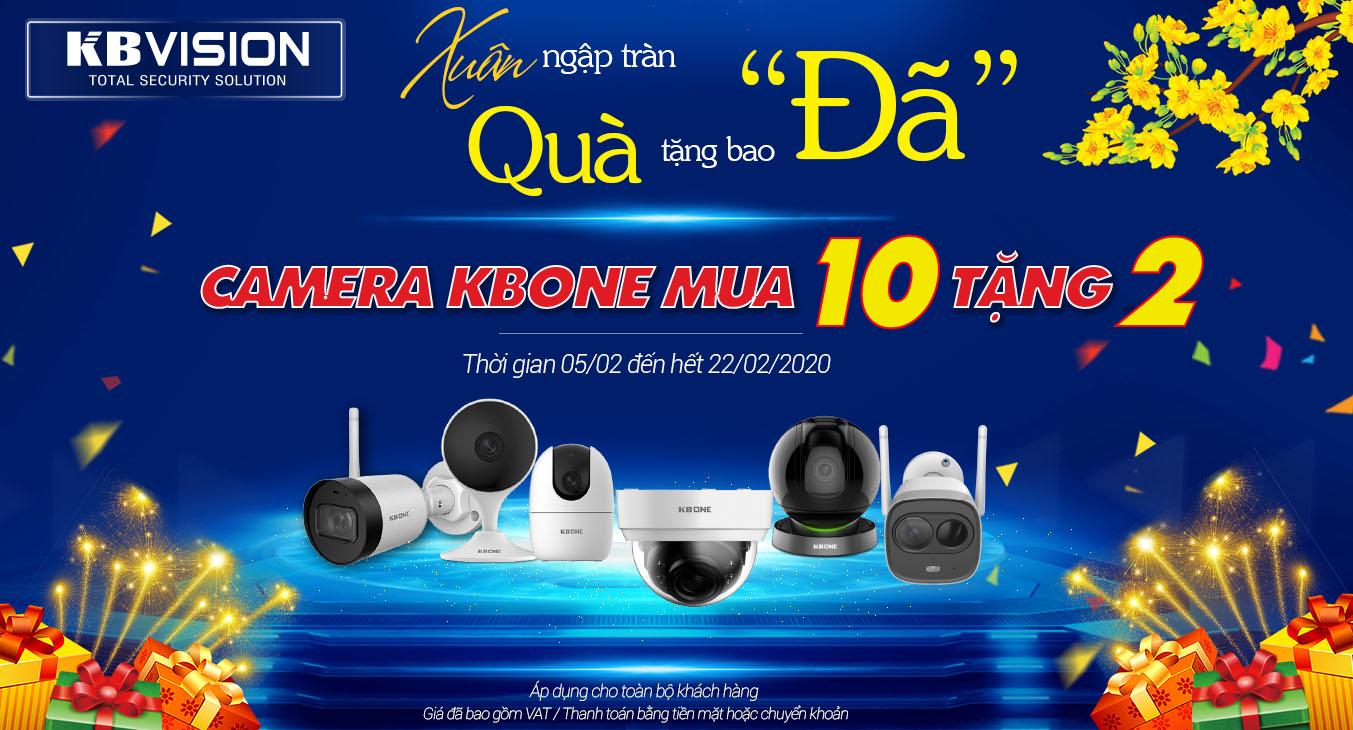 KBVISION
TOTAL SECURITY SOLUTION
Xuân ngập tràn
Quà tặng bao “Đã”
CAMERA KBONE MUA 10 TẶNG 2
Thời gian 05/02 đến hết 22/02/2020
KBONE
KBONE
KBONE
KBONE
KBONE
Áp dụng cho toàn bộ khách hàng
Giá đã bao gồm VAT / Thanh toán bằng tiền mặt hoặc chuyển khoản